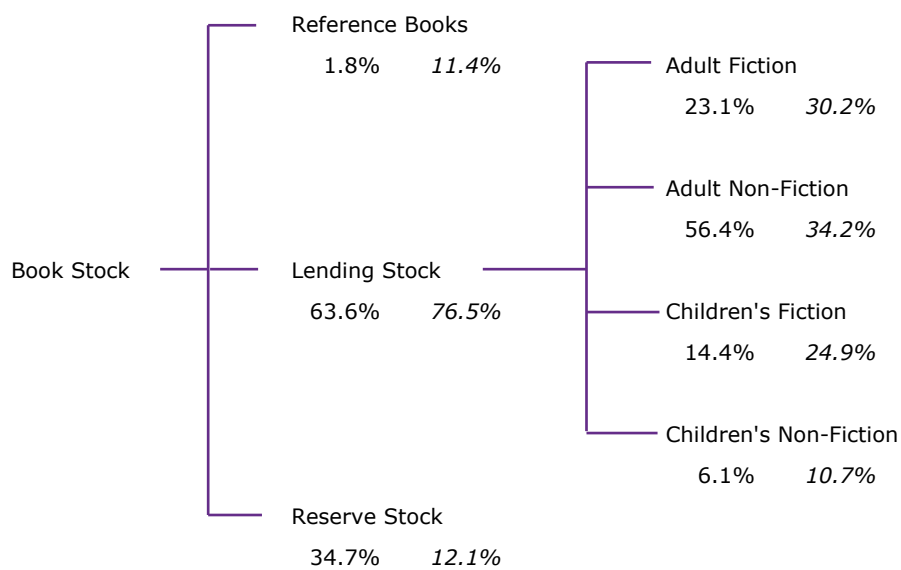 Reference Books
1.8% 11.4%
Adult Fiction
23.1% 30.2%
Adult Non-Fiction
56.4% 34.2%
Book Stock
Lending Stock
63.6% 76.5%
Children's Fiction
14.4% 24.9%
Children's Non-Fiction
6.1% 10.7%
Reserve Stock
34.7% 12.1%